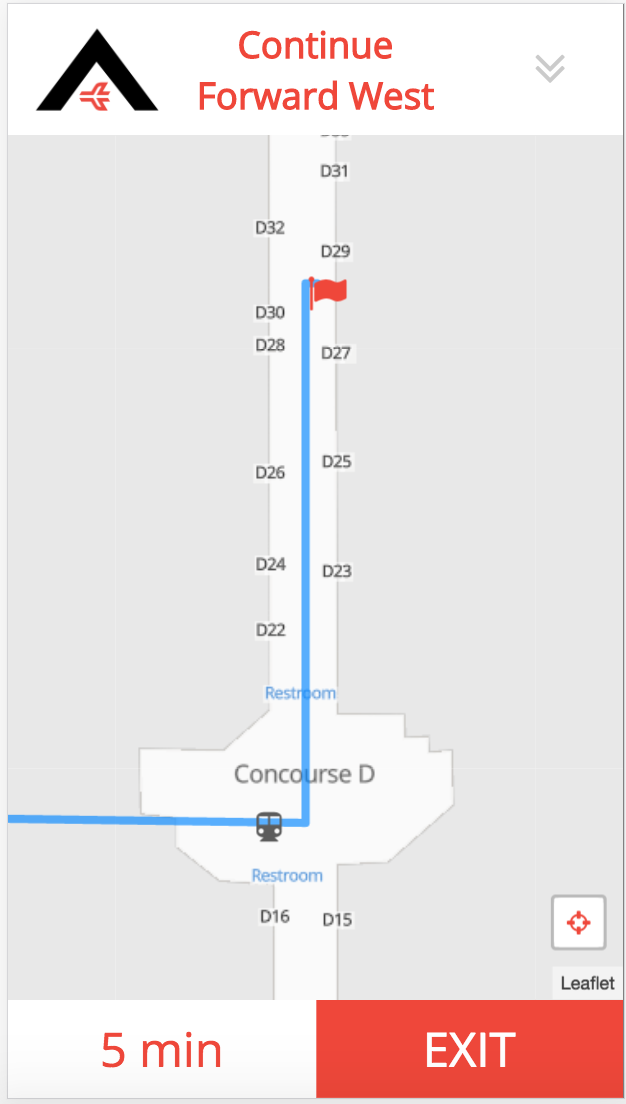 Continue
Forward West
D31
D32
D29
D30
D28
D27
D26
D25
D24
D23
D22
Restroom
Concourse D
Restroom
D16
D15
Leaflet
5 min
EXIT